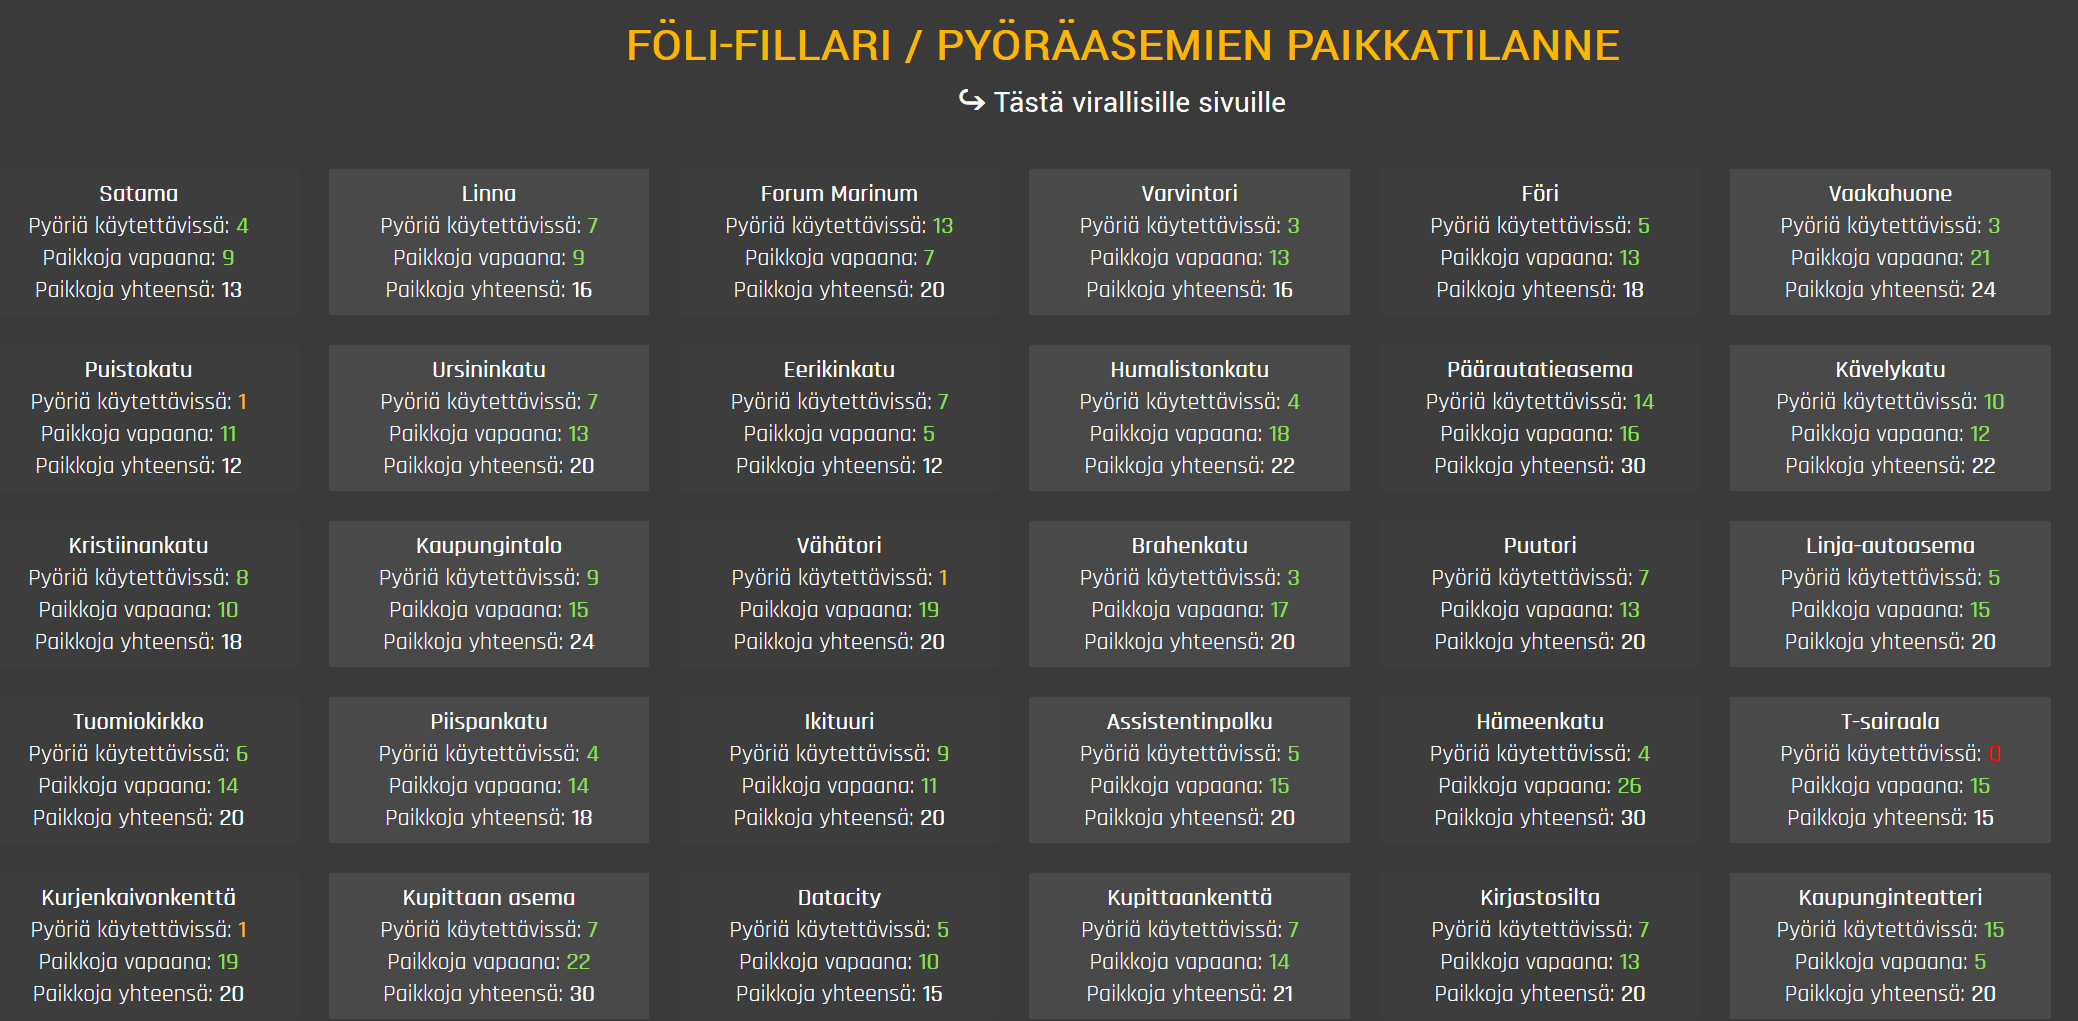 FÖLI-FILLARI / PYÖRÄASEMIEN PAIKKATILANNE
↪ Tästä virallisille sivuille
Satama
Pyöriä käytettävissä: 4
Paikkoja vapaana: 9
Paikkoja yhteensä: 13
Linna
Pyöriä käytettävissä: 7
Paikkoja vapaana: 9
Paikkoja yhteensä: 16
Forum Marinum
Pyöriä käytettävissä: 13
Paikkoja vapaana: 7
Paikkoja yhteensä: 20
Varvintori
Pyöriä käytettävissä: 3
Paikkoja vapaana: 13
Paikkoja yhteensä: 16
Föri
Pyöriä käytettävissä: 5
Paikkoja vapaana: 13
Paikkoja yhteensä: 18
Vaakahuone
Pyöriä käytettävissä: 3
Paikkoja vapaana: 21
Paikkoja yhteensä: 24
Puistokatu
Pyöriä käytettävissä: 1
Paikkoja vapaana: 11
Paikkoja yhteensä: 12
Ursininkatu
Pyöriä käytettävissä: 7
Paikkoja vapaana: 13
Paikkoja yhteensä: 20
Eerikinkatu
Pyöriä käytettävissä: 7
Paikkoja vapaana: 5
Paikkoja yhteensä: 12
Humalistonkatu
Pyöriä käytettävissä: 4
Paikkoja vapaana: 18
Paikkoja yhteensä: 22
Päärautatieasema
Pyöriä käytettävissä: 14
Paikkoja vapaana: 16
Paikkoja yhteensä: 30
Kävelykatu
Pyöriä käytettävissä: 10
Paikkoja vapaana: 12
Paikkoja yhteensä: 22
Kristiinankatu
Pyöriä käytettävissä: 8
Paikkoja vapaana: 10
Paikkoja yhteensä: 18
Kaupungintalo
Pyöriä käytettävissä: 9
Paikkoja vapaana: 15
Paikkoja yhteensä: 24
Vähätori
Pyöriä käytettävissä: 1
Paikkoja vapaana: 19
Paikkoja yhteensä: 20
Brahenkatu
Pyöriä käytettävissä: 3
Paikkoja vapaana: 17
Paikkoja yhteensä: 20
Puutori
Pyöriä käytettävissä: 7
Paikkoja vapaana: 13
Paikkoja yhteensä: 20
Linja-autoasema
Pyöriä käytettävissä: 5
Paikkoja vapaana: 15
Paikkoja yhteensä: 20
Tuomiokirkko
Pyöriä käytettävissä: 6
Paikkoja vapaana: 14
Paikkoja yhteensä: 20
Piispankatu
Pyöriä käytettävissä: 4
Paikkoja vapaana: 14
Paikkoja yhteensä: 18
Ikituuri
Pyöriä käytettävissä: 9
Paikkoja vapaana: 11
Paikkoja yhteensä: 20
Assistentinpolku
Pyöriä käytettävissä: 5
Paikkoja vapaana: 15
Paikkoja yhteensä: 20
Hämeenkatu
Pyöriä käytettävissä: 4
Paikkoja vapaana: 26
Paikkoja yhteensä: 30
T-sairaala
Pyöriä käytettävissä: 0
Paikkoja vapaana: 15
Paikkoja yhteensä: 15
Kurjenkaivonkenttä
Pyöriä käytettävissä: 1
Paikkoja vapaana: 19
Paikkoja yhteensä: 20
Kupittaan asema
Pyöriä käytettävissä: 7
Paikkoja vapaana: 22
Paikkoja yhteensä: 30
Datacity
Pyöriä käytettävissä: 5
Paikkoja vapaana: 10
Paikkoja yhteensä: 15
Kupittaankenttä
Pyöriä käytettävissä: 7
Paikkoja vapaana: 14
Paikkoja yhteensä: 21
Kirjastosilta
Pyöriä käytettävissä: 7
Paikkoja vapaana: 13
Paikkoja yhteensä: 20
Kaupunginteatteri
Pyöriä käytettävissä: 15
Paikkoja vapaana: 5
Paikkoja yhteensä: 20